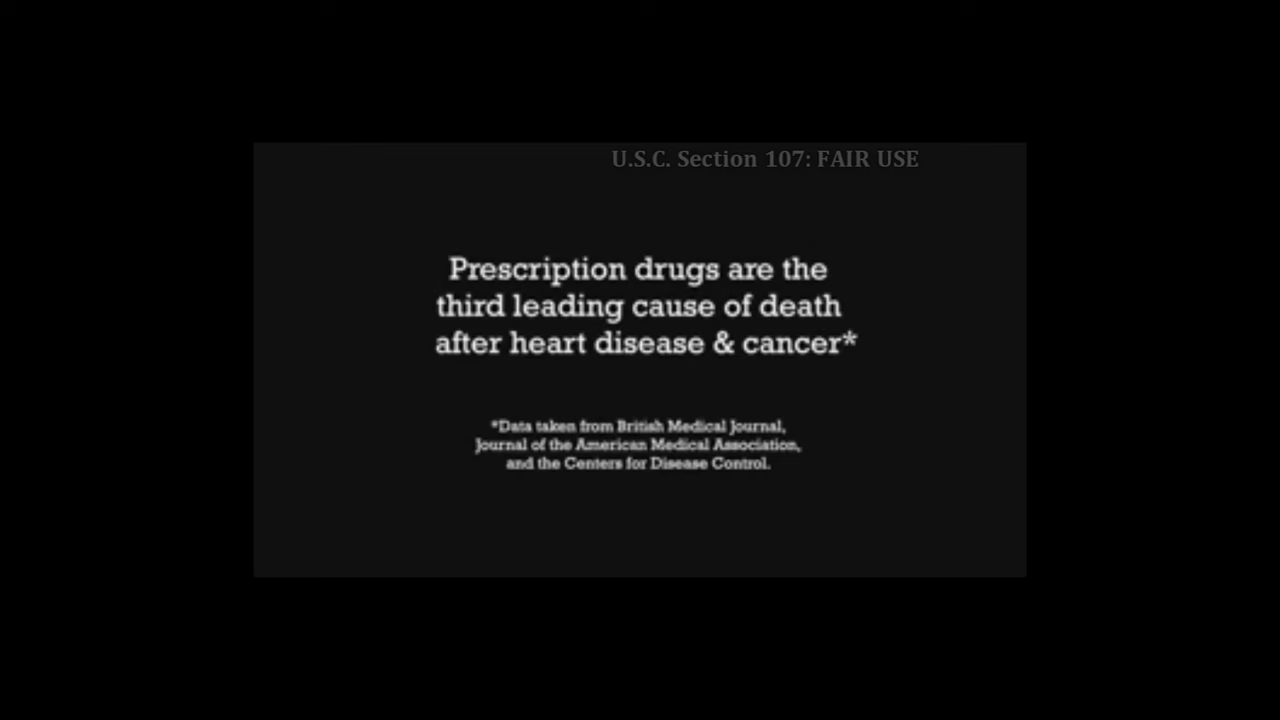 U.S.C. Section 107: FAIR USE
Prescription drugs are the
third leading cause of death
after heart disease & cancer*
*Data taken from British Medical Journal,
Journal of the American Medical Association,
and the Centers for Disease Control.